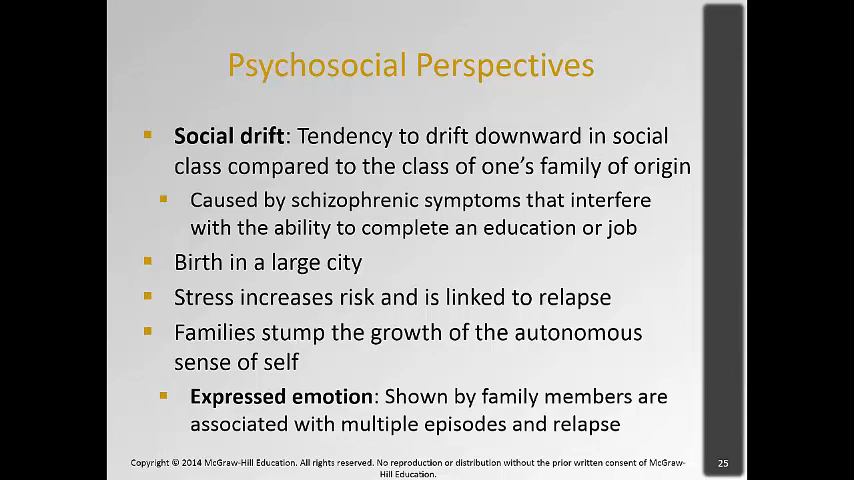 Psychosocial Perspectives
Social drift: Tendency to drift downward in social
class compared to the class of one's family of origin
Caused by schizophrenic symptoms that interfere
with the ability to complete an education or job
Birth in a large city
Stress increases risk and is linked to relapse
Families stump the growth of the autonomous
sense of self
Expressed emotion: Shown by family members are
associated with multiple episodes and relapse
Copyright © 2014 McGraw-Hill Education. All rights reserved. No reproduction or distribution without the prior written consent of McGraw-
Hill Education.
25